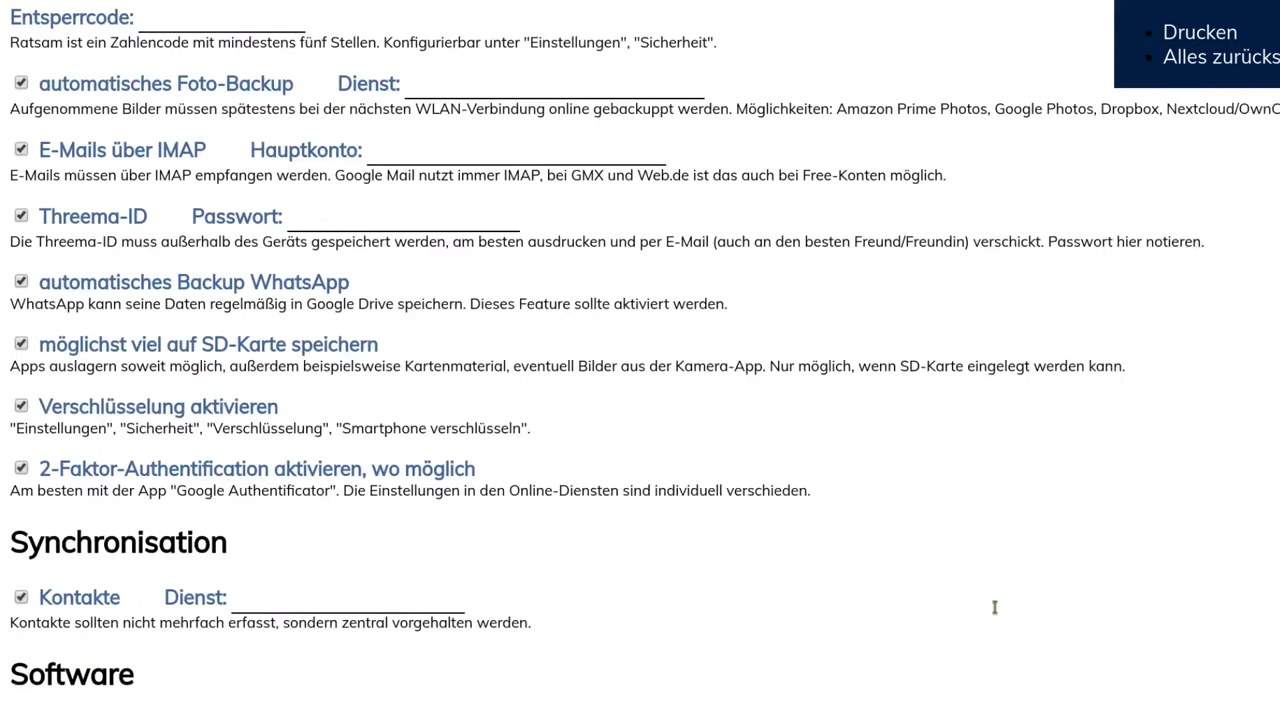 Entsperrcode:
Ratsam ist ein Zahlencode mit mindestens fünf Stellen. Konfigurierbar unter "Einstellungen", "Sicherheit".
Drucken
Alles zurücks
automatisches Foto-Backup Dienst:
Aufgenommene Bilder müssen spätestens bei der nächsten WLAN-Verbindung online gebackuppt werden. Möglichkeiten: Amazon Prime Photos, Google Photos, Dropbox, Nextcloud/OwnC
E-Mails über IMAP Hauptkonto:
E-Mails müssen über IMAP empfangen werden. Google Mail nutzt immer IMAP, bei GMX und Web.de ist das auch bei Free-Konten möglich.
Threema-ID Passwort:
Die Threema-ID muss außerhalb des Geräts gespeichert werden, am besten ausdrucken und per E-Mail (auch an den besten Freund/Freundin) verschickt. Passwort hier notieren.
automatisches Backup WhatsApp
WhatsApp kann seine Daten regelmäßig in Google Drive speichern. Dieses Feature sollte aktiviert werden.
möglichst viel auf SD-Karte speichern
Apps auslagern soweit möglich, außerdem beispielsweise Kartenmaterial, eventuell Bilder aus der Kamera-App. Nur möglich, wenn SD-Karte eingelegt werden kann.
Verschlüsselung aktivieren
"Einstellungen", "Sicherheit", "Verschlüsselung", "Smartphone verschlüsseln".
2-Faktor-Authentification aktivieren, wo möglich
Am besten mit der App "Google Authentificator". Die Einstellungen in den Online-Diensten sind individuell verschieden.
Synchronisation
Kontakte Dienst:
Kontakte sollten nicht mehrfach erfasst, sondern zentral vorgehalten werden.
Software